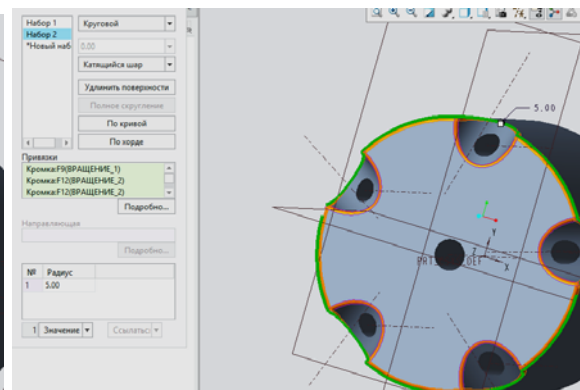 Набор 1
Круговой
Набор 2
*Новый наб
0.00
Катящийся шар
Удлинить поверхности
Полное скругление
По кривой
По хорде
Привязки
Кромка:F9(ВРАЩЕНИЕ_1)
Кромка:F12(ВРАЩЕНИЕ_2)
Кромка:F12(ВРАЩЕНИЕ_2)
Подробно...
Направляющая
Подробно...
№ Радиус
1 5.00
1 Значение
Ссылатьс:
5.00
Y
Z
X